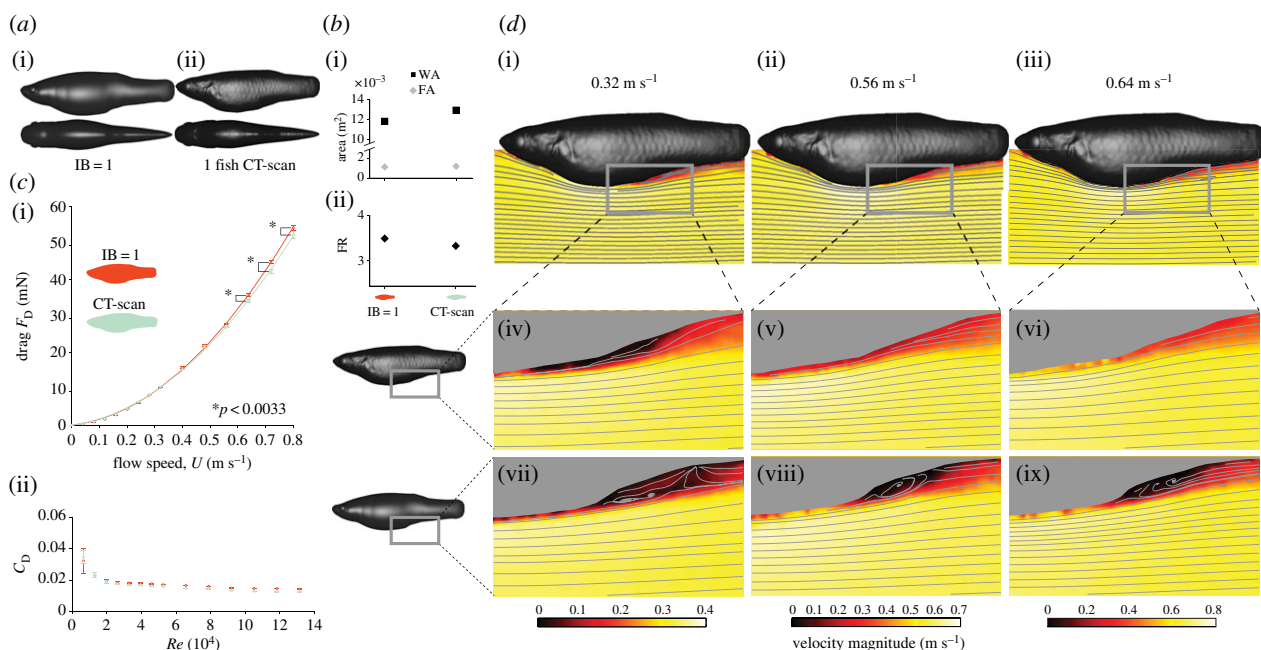 (a)
(i)
(ii)
IB = 1
1 fish CT-scan
(b)
(i)
WA
FA
×10⁻³
area (m²)
14
12
10
2
0
(ii)
FR
4
3
IB = 1
CT-scan
(c)
(i)
drag F_D (mN)
60
50
40
30
20
10
0
IB = 1
CT-scan
*
*
*
*p < 0.0033
0 0.1 0.2 0.3 0.4 0.5 0.6 0.7 0.8
flow speed, U (m s⁻¹)
(ii)
C_D
0.06
0.04
0.02
0
0 2 4 6 8 10 12 14
Re (10⁴)
(d)
(i)
0.32 m s⁻¹
(ii)
0.56 m s⁻¹
(iii)
0.64 m s⁻¹
(iv)
(v)
(vi)
(vii)
(viii)
(ix)
0 0.1 0.2 0.3 0.4
0 0.1 0.2 0.3 0.4 0.5 0.6 0.7
0 0.2 0.4 0.6 0.8
velocity magnitude (m s⁻¹)